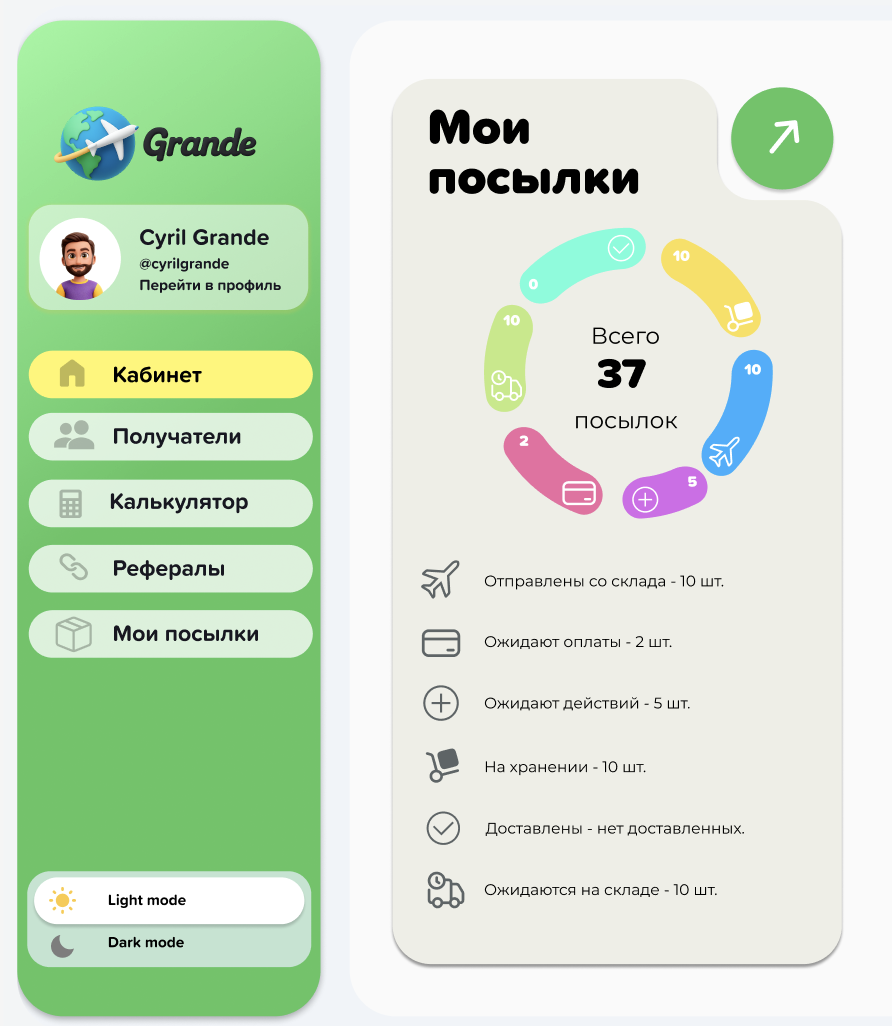 Grande
Cyril Grande
@cyrilgrande
Перейти в профиль
Кабинет
Получатели
Калькулятор
Рефералы
Мои посылки
Light mode
Dark mode
Мои
посылки
0
10
10
10
2
5
Всего
37
посылок
Отправлены со склада - 10 шт.
Ожидают оплаты - 2 шт.
Ожидают действий - 5 шт.
На хранении - 10 шт.
Доставлены - нет доставленных.
Ожидаются на складе - 10 шт.